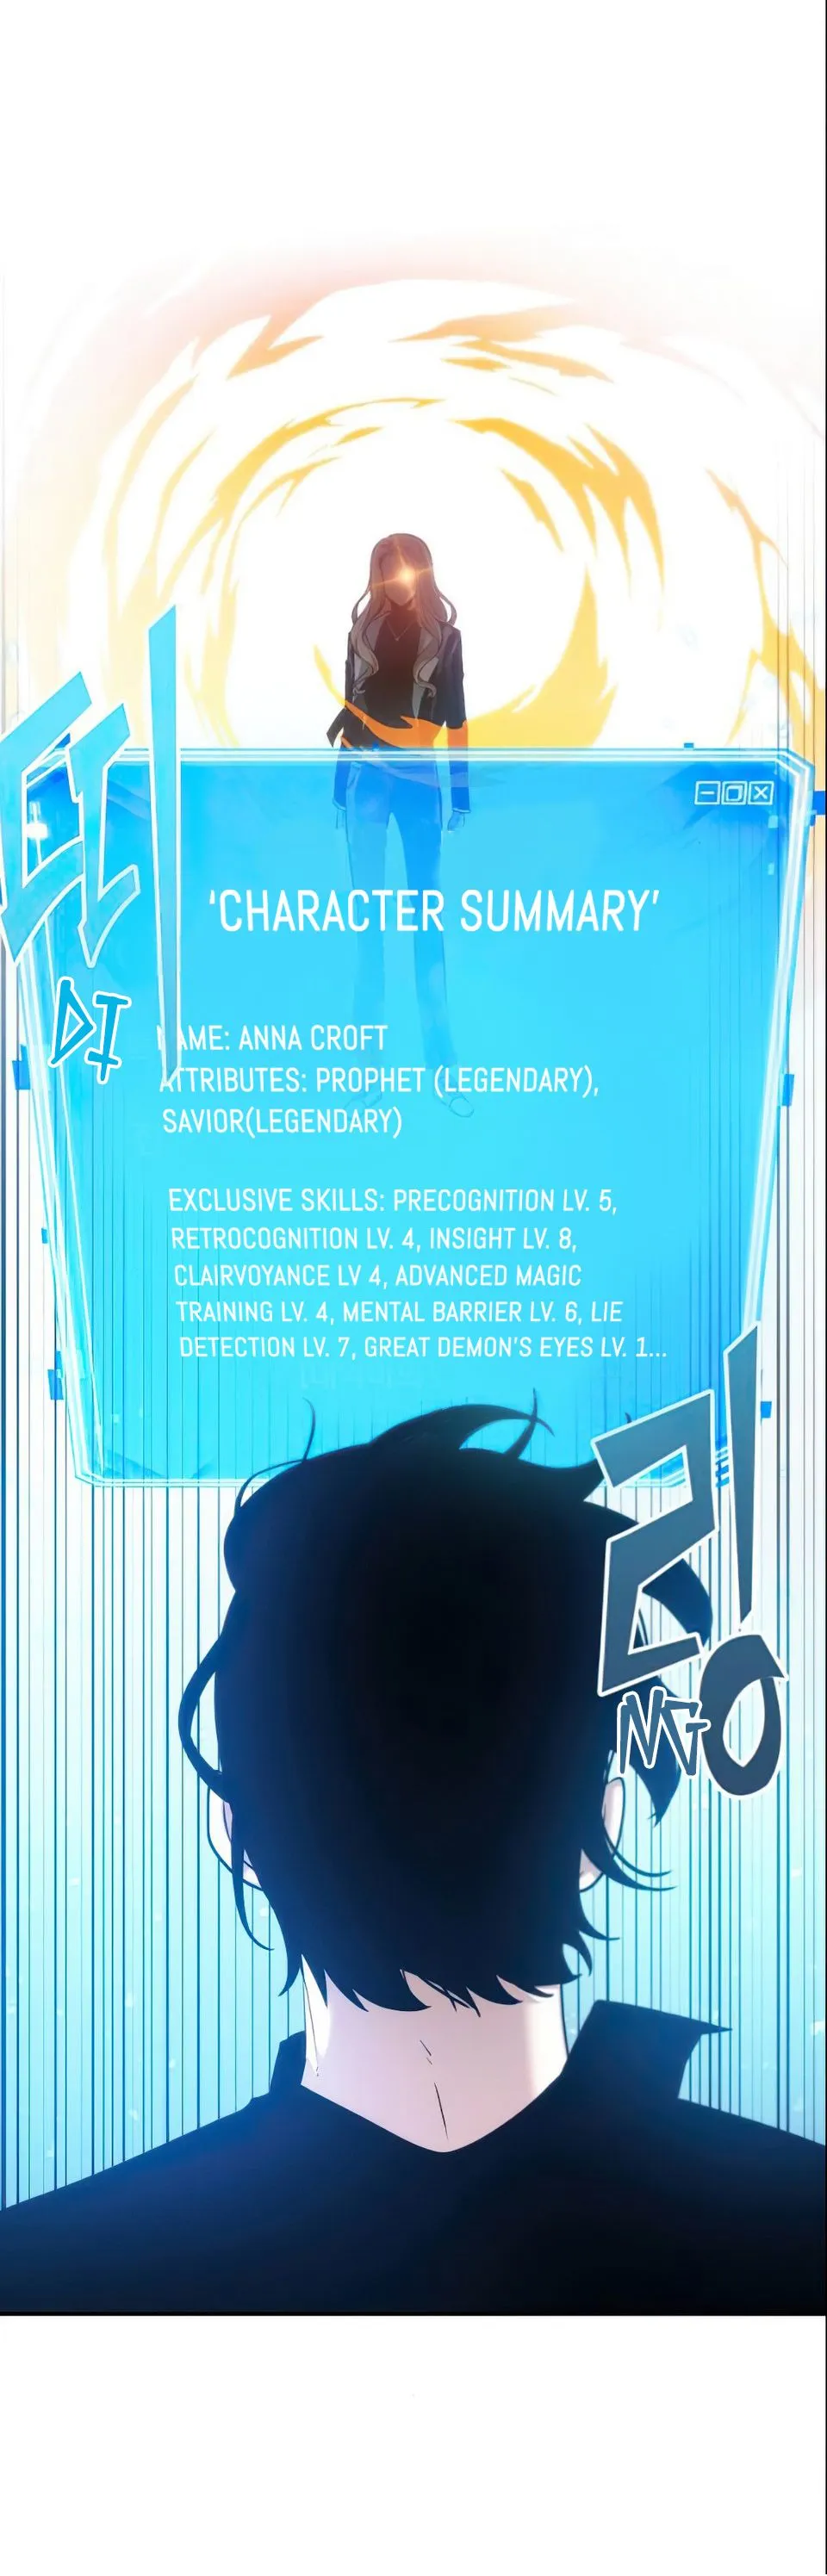 띠
DI
'CHARACTER SUMMARY'
NAME: ANNA CROFT
ATTRIBUTES: PROPHET (LEGENDARY),
SAVIOR(LEGENDARY)
EXCLUSIVE SKILLS: PRECOGNITION LV. 5,
RETROCOGNITION LV. 4, INSIGHT LV. 8,
CLAIRVOYANCE LV 4, ADVANCED MAGIC
TRAINING LV. 4, MENTAL BARRIER LV. 6, LIE
DETECTION LV. 7, GREAT DEMON'S EYES LV. 1...
링
NG